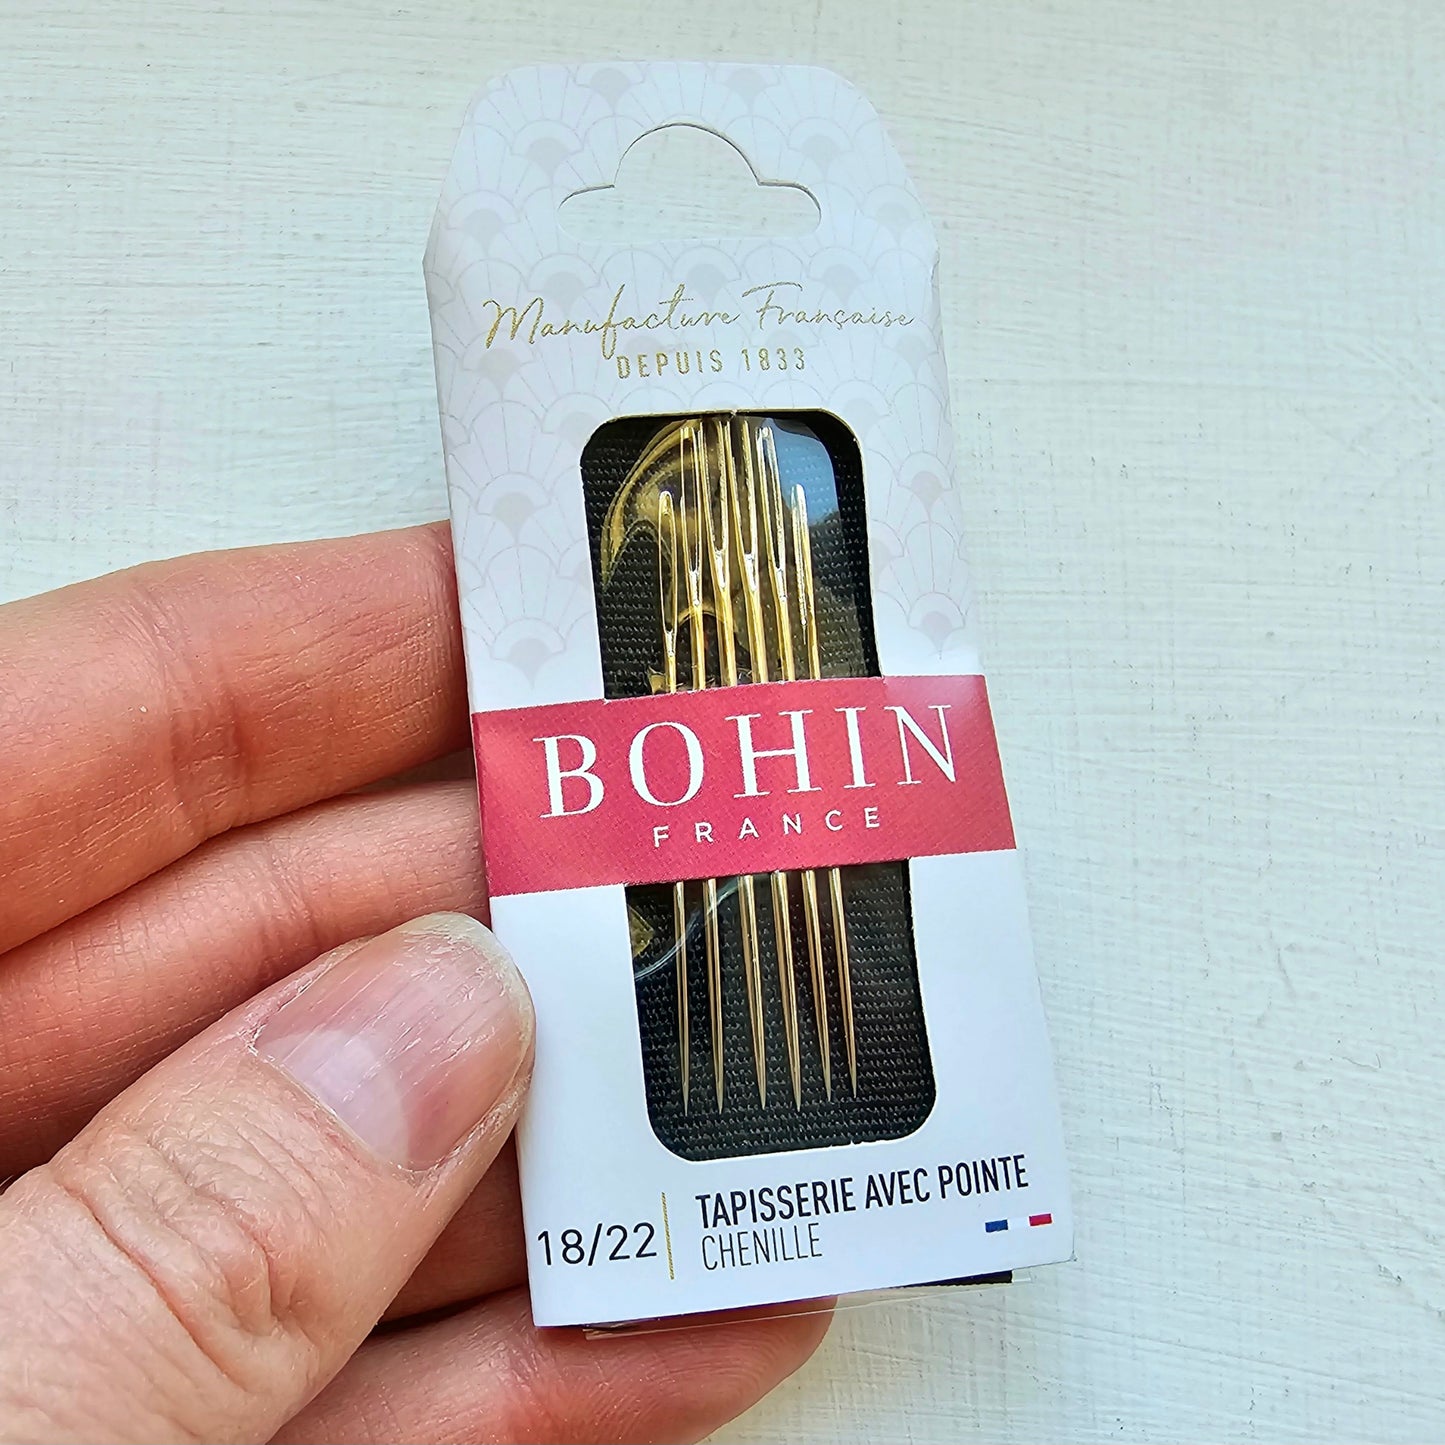 Manufacture Française
DEPUIS 1833
BOHIN
FRANCE
18/22
TAPISSERIE AVEC POINTE
CHENILLE